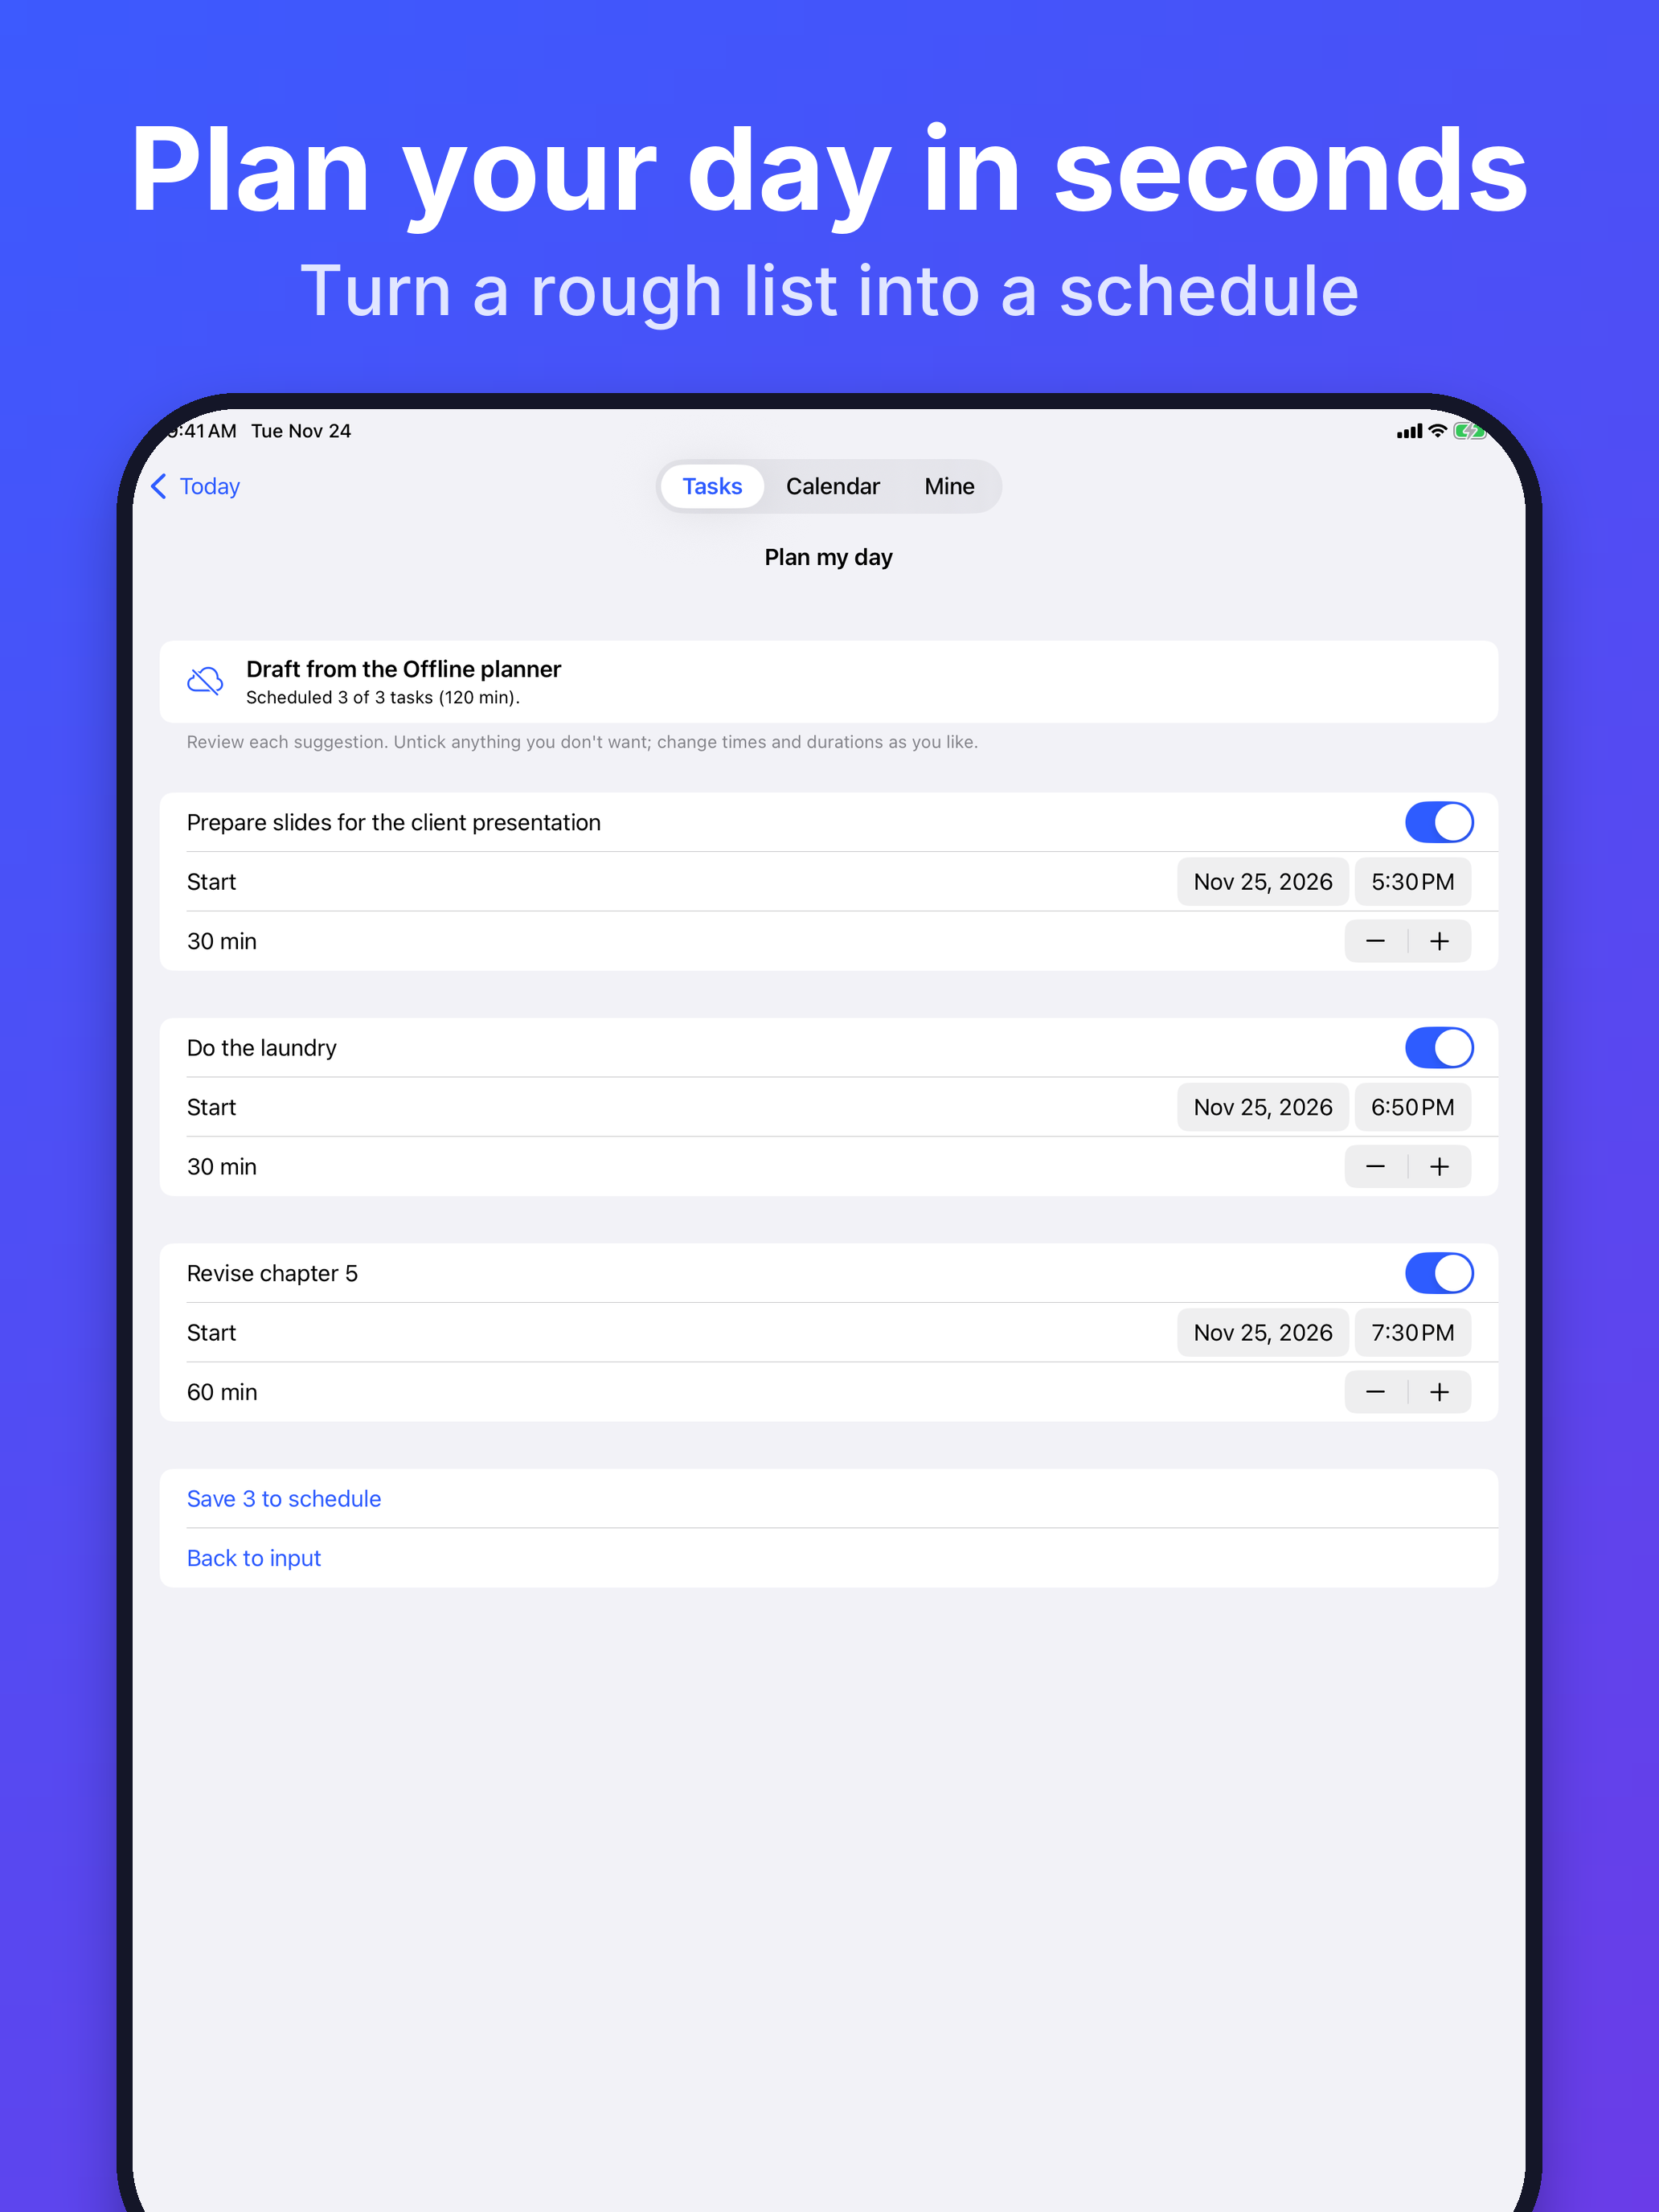 Plan your day in seconds
Turn a rough list into a schedule
9:41 AM Tue Nov 24
Today
Tasks Calendar Mine
Plan my day
Draft from the Offline planner
Scheduled 3 of 3 tasks (120 min).
Review each suggestion. Untick anything you don't want; change times and durations as you like.
Prepare slides for the client presentation
Start Nov 25, 2026 5:30 PM
30 min − +
Do the laundry
Start Nov 25, 2026 6:50 PM
30 min − +
Revise chapter 5
Start Nov 25, 2026 7:30 PM
60 min − +
Save 3 to schedule
Back to input